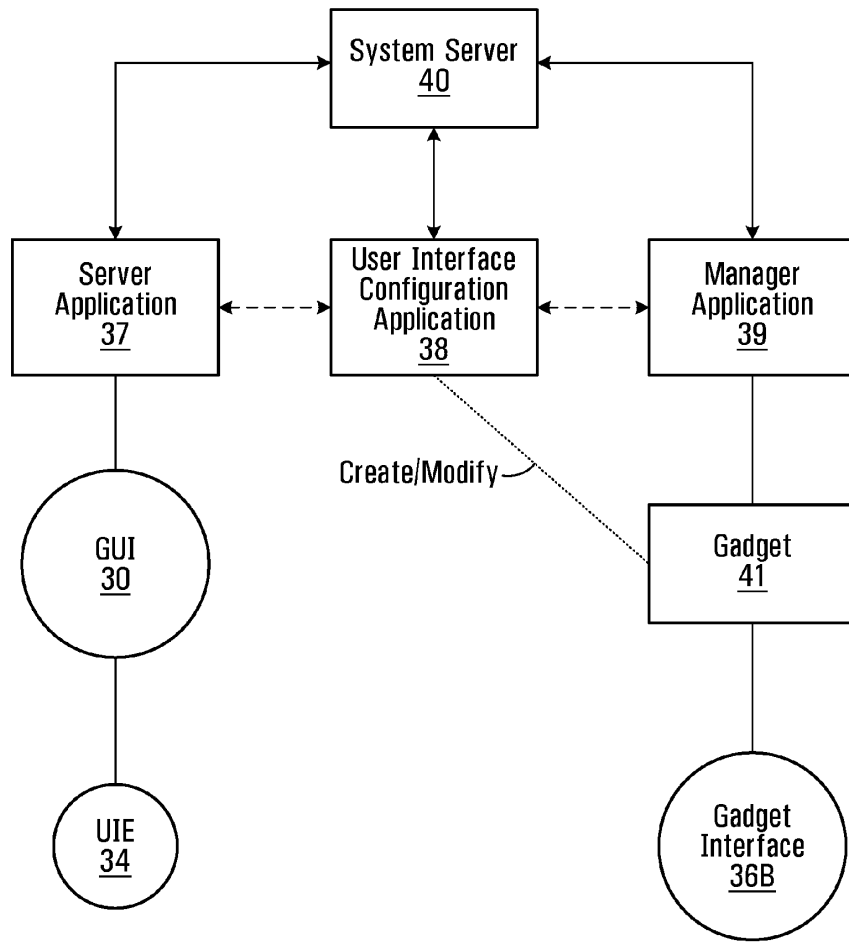 System Server
40
Server
Application
37
User Interface
Configuration
Application
38
Manager
Application
39
Create/Modify
GUI
30
Gadget
41
UIE
34
Gadget
Interface
36B